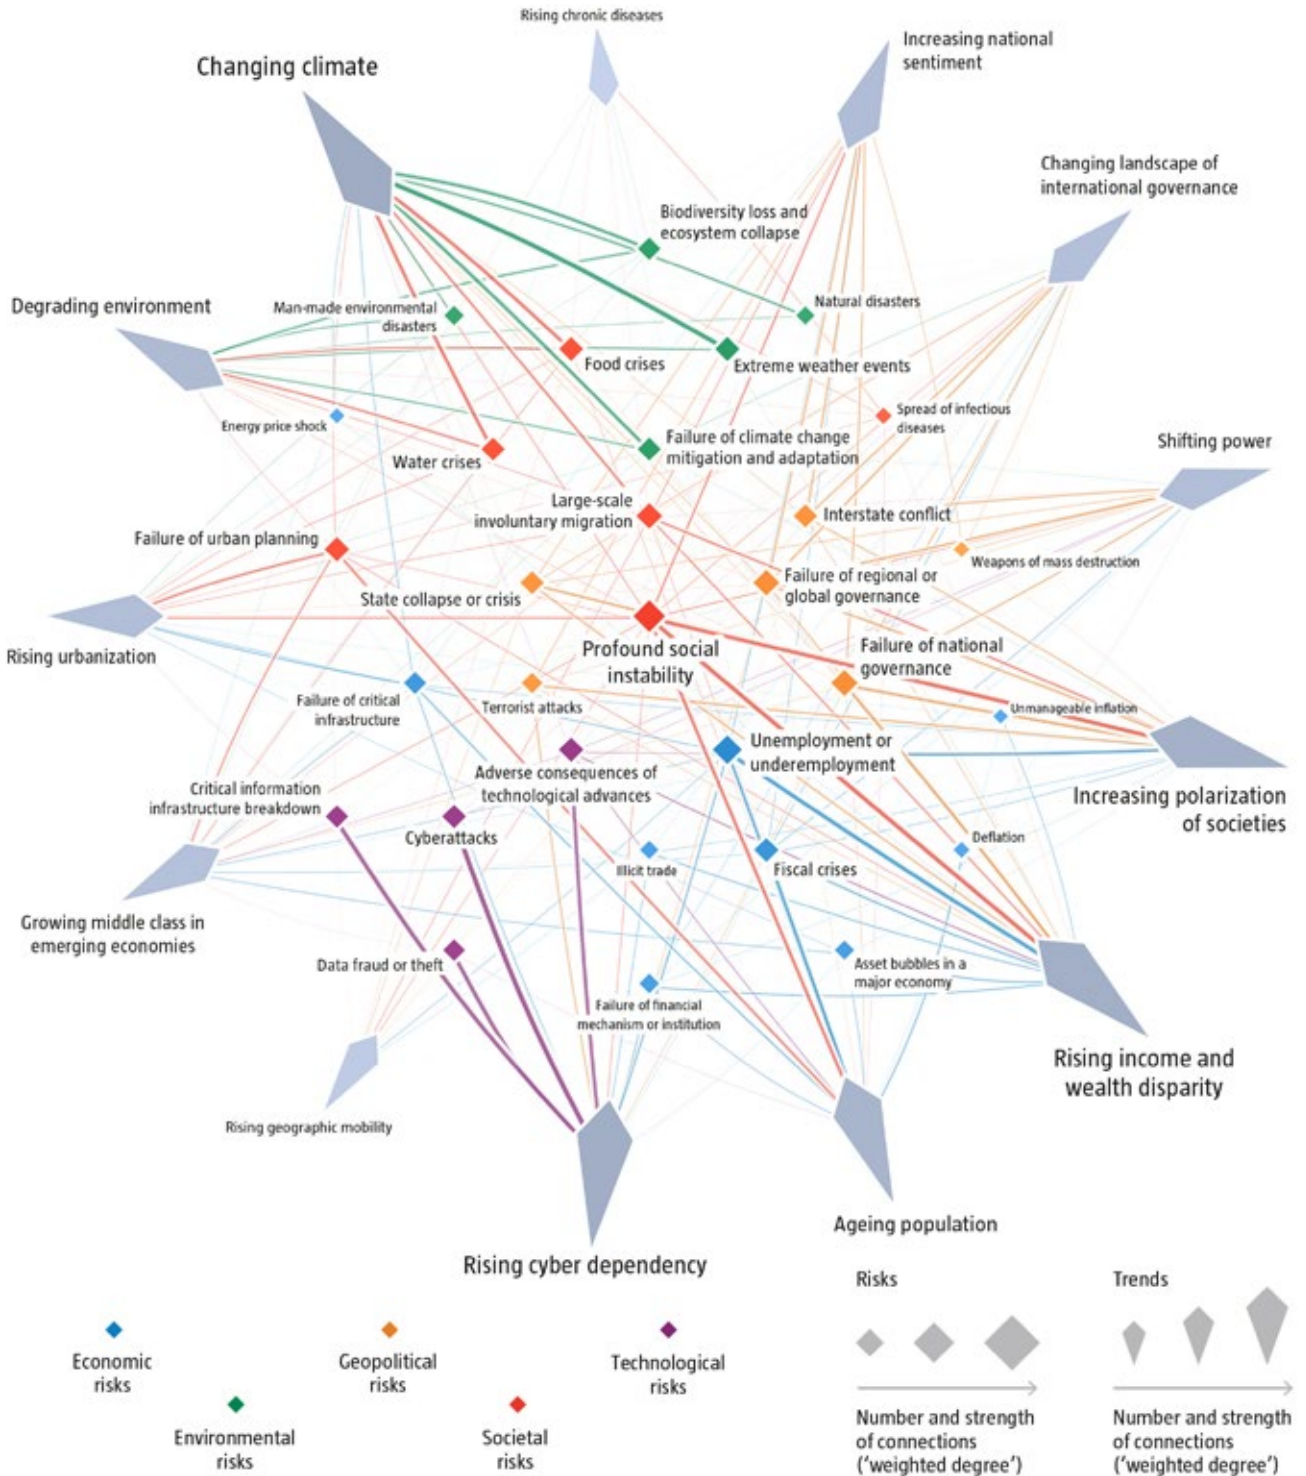 Rising chronic diseases
Increasing national
sentiment
Changing climate
Changing landscape of
international governance
Biodiversity loss and
ecosystem collapse
Degrading environment
Man-made environmental
disasters
Natural disasters
Food crises
Extreme weather events
Energy price shock
Spread of infectious
diseases
Water crises
Failure of climate change
mitigation and adaptation
Shifting power
Large-scale
involuntary migration
Interstate conflict
Failure of urban planning
Weapons of mass destruction
State collapse or crisis
Failure of regional or
global governance
Rising urbanization
Profound social
instability
Failure of national
governance
Failure of critical
infrastructure
Terrorist attacks
Unmanageable inflation
Adverse consequences of
technological advances
Unemployment or
underemployment
Critical information
infrastructure breakdown
Cyberattacks
Increasing polarization
of societies
Illicit trade
Fiscal crises
Deflation
Growing middle class in
emerging economies
Data fraud or theft
Asset bubbles in a
major economy
Failure of financial
mechanism or institution
Rising income and
wealth disparity
Rising geographic mobility
Ageing population
Rising cyber dependency
Economic
risks
Geopolitical
risks
Technological
risks
Environmental
risks
Societal
risks
Risks
Number and strength
of connections
('weighted degree')
Trends
Number and strength
of connections
('weighted degree')